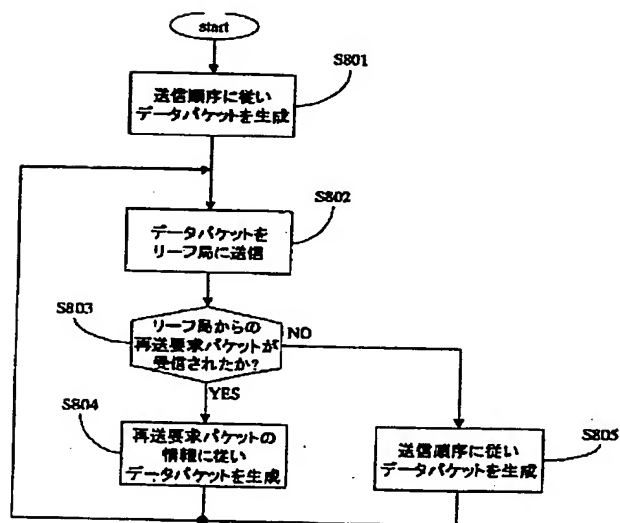 start
S801
送信順序に従い
データパケットを生成
S802
データパケットを
リーフ局に送信
S803
リーフ局からの
再送要求パケットが
受信されたか?
NO
YES
S804
再送要求パケットの
情報に従い
データパケットを生成
送信順序に従い
データパケットを生成
S805